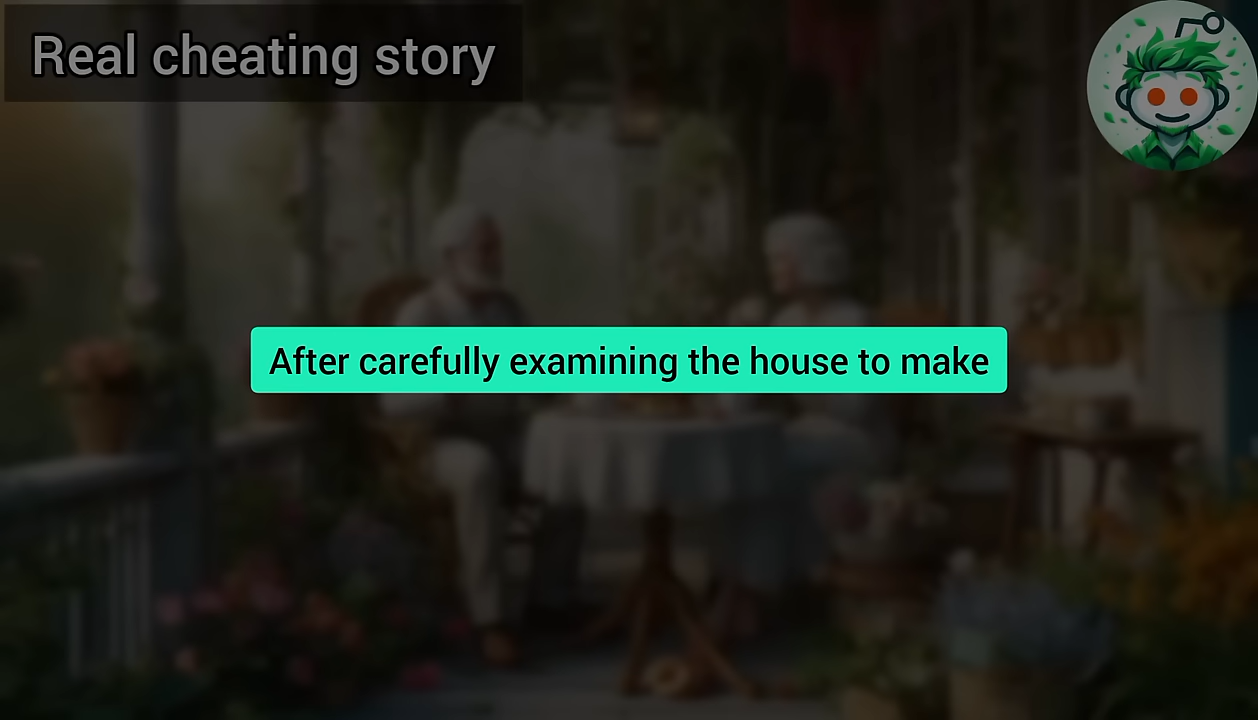 Real cheating story
After carefully examining the house to make